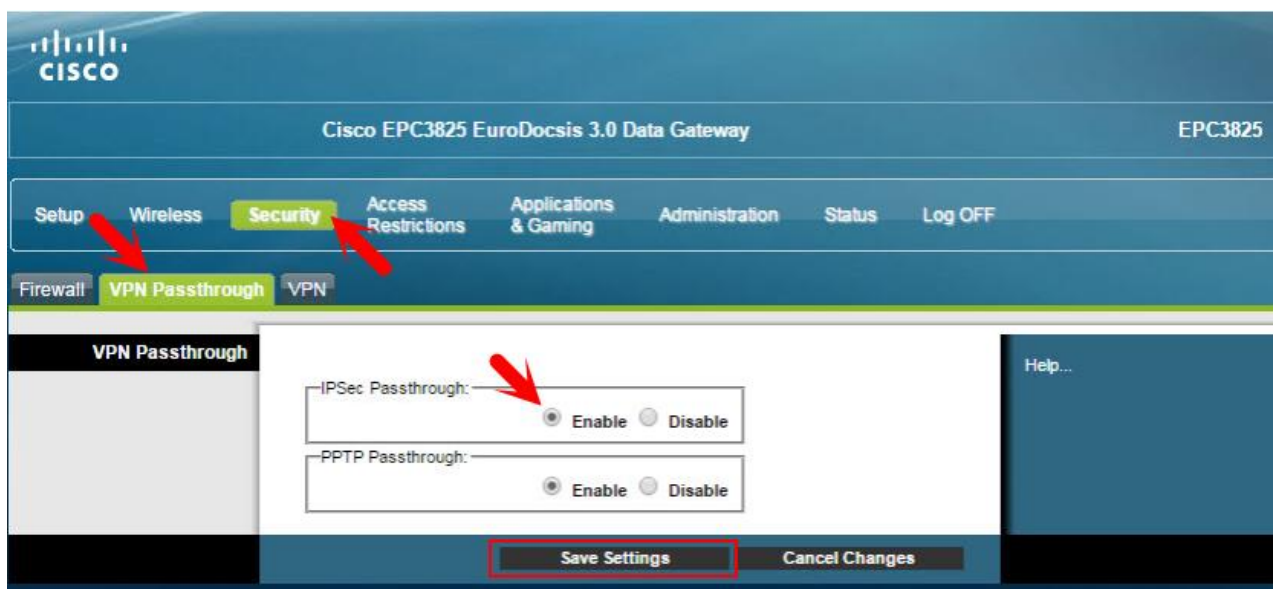 CISCO
Cisco EPC3825 EuroDocsis 3.0 Data Gateway EPC3825
Setup Wireless Security Access Restrictions Applications & Gaming Administration Status Log OFF
Firewall VPN Passthrough VPN
VPN Passthrough
Help...
IPSec Passthrough:
Enable Disable
PPTP Passthrough:
Enable Disable
Save Settings Cancel Changes